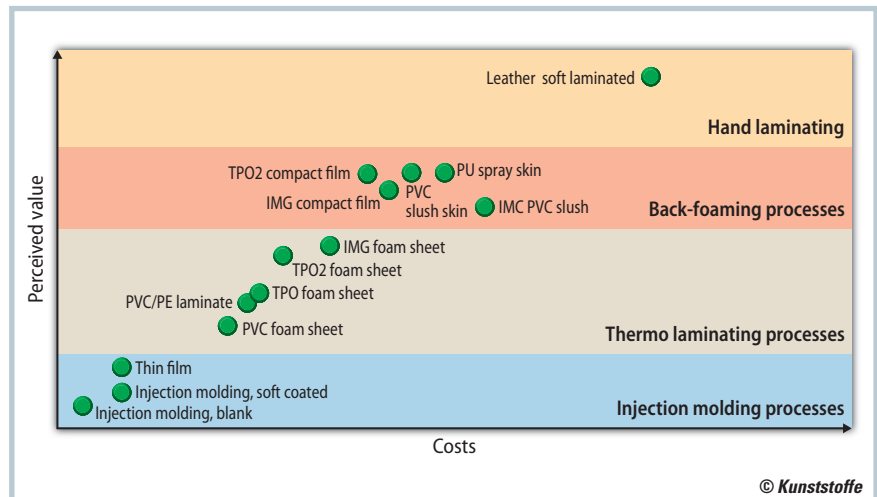 Perceived value
Leather soft laminated
Hand laminating
TPO2 compact film
PU spray skin
IMG compact film
PVC
slush skin
IMC PVC slush
Back-foaming processes
IMG foam sheet
TPO2 foam sheet
TPO foam sheet
PVC/PE laminate
PVC foam sheet
Thermo laminating processes
Thin film
Injection molding, soft coated
Injection molding, blank
Injection molding processes
Costs
© Kunststoffe